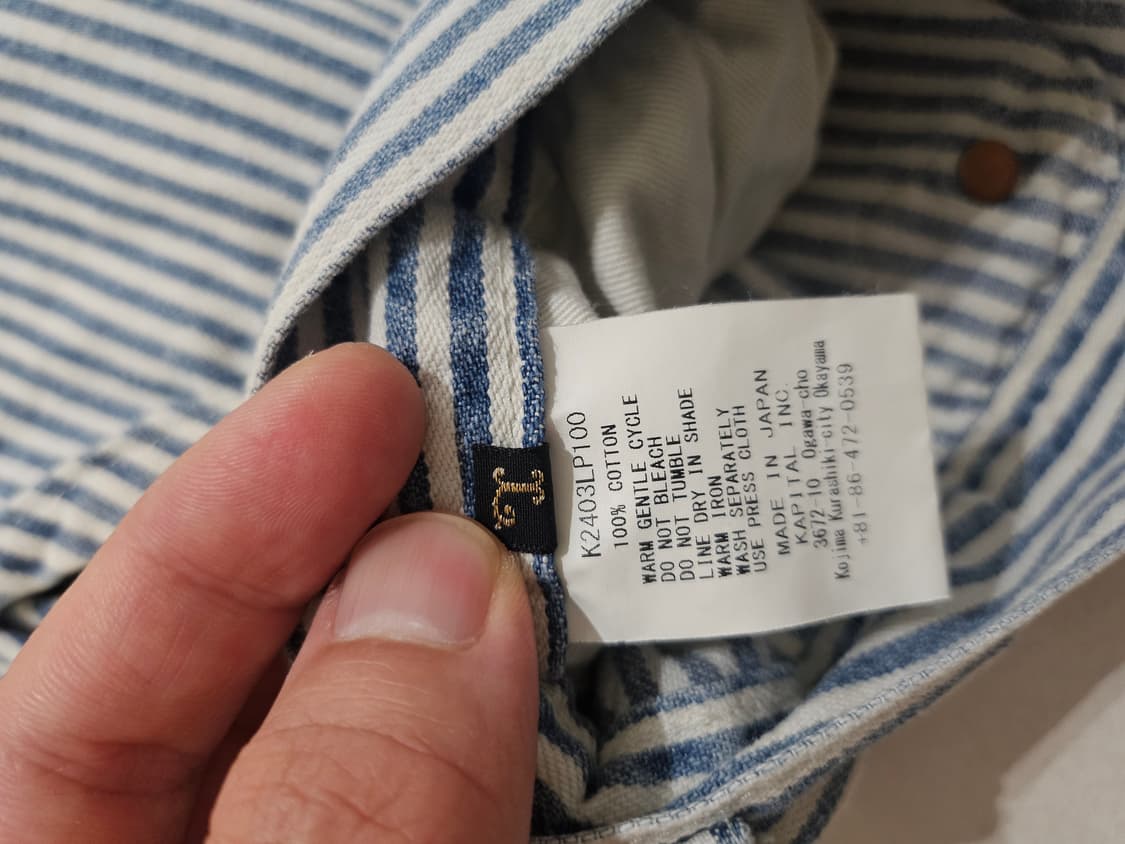 L
K2403LP100
100% COTTON
WARM GENTLE CYCLE
DO NOT BLEACH
DO NOT TUMBLE
LINE DRY IN SHADE
WARM IRON
WASH SEPARATELY
USE PRESS CLOTH
MADE IN JAPAN
KAPITAL INC.
3672-10 Ogawa-cho
Kojima Kurashiki-city Okayama
+81-86-472-0539